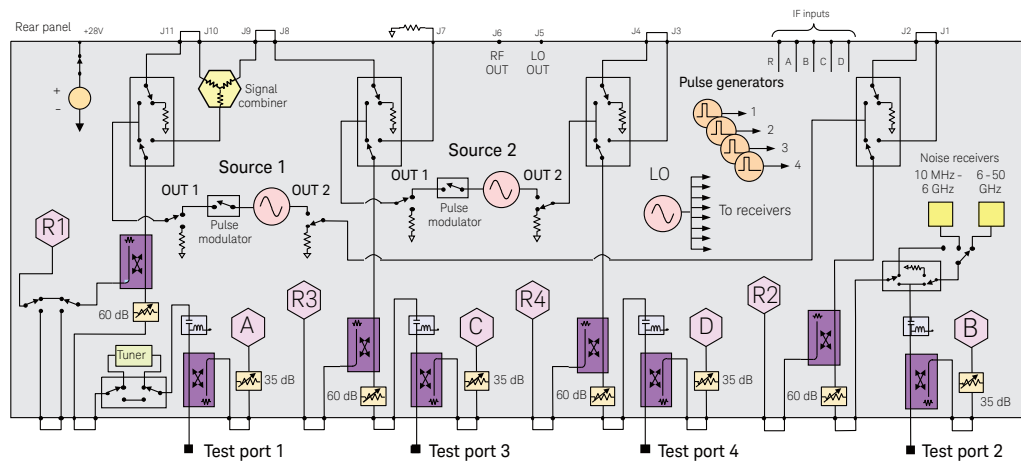 Rear panel
+28V
J11
J10
J9
J8
J7
J6
J5
J4
J3
J2
J1
RF
OUT
LO
OUT
IF inputs
R
A
B
C
D
+
-
Signal
combiner
Pulse generators
1
2
3
4
Source 1
OUT 1
OUT 2
Pulse
modulator
Source 2
OUT 1
OUT 2
Pulse
modulator
LO
To receivers
Noise receivers
10 MHz -
6 GHz
6 - 50
GHz
R1
60 dB
Tuner
A
35 dB
R3
60 dB
C
35 dB
R4
60 dB
D
35 dB
R2
60 dB
B
35 dB
Test port 1
Test port 3
Test port 4
Test port 2